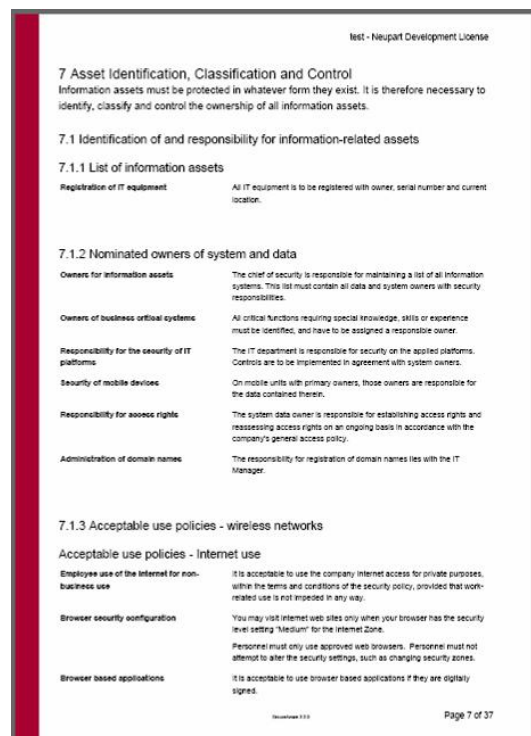 test - Neupart Development License
7 Asset Identification, Classification and Control
Information assets must be protected in whatever form they exist. It is therefore necessary to
identify, classify and control the ownership of all information assets.
7.1 Identification of and responsibility for information-related assets
7.1.1 List of information assets
Registration of IT equipment
All IT equipment is to be registered with owner, serial number and current
location.
7.1.2 Nominated owners of system and data
Owners for information assets
The chief of security is responsible for maintaining a list of all information
systems. This list must contain all data and system owners with security
responsibilities.
Owners of business critical systems
All critical functions requiring special knowledge, skills or experience
must be identified, and have to be assigned a responsible owner.
Responsibility for the security of IT
platforms
The IT department is responsible for security on the applied platforms.
Controls are to be implemented in agreement with system owners.
Security of mobile devices
On mobile units with primary owners, those owners are responsible for
the data contained therein.
Responsibility for access rights
The system data owner is responsible for establishing access rights and
reassessing access rights on an ongoing basis in accordance with the
company's general access policy.
Administration of domain names
The responsibility for registration of domain names lies with the IT
Manager.
7.1.3 Acceptable use policies - wireless networks
Acceptable use policies - Internet use
Employee use of the Internet for non-
business use
It is acceptable to use the company Internet access for private purposes,
within the terms and conditions of the security policy, provided that work-
related use is not impeded in any way.
Browser security configuration
You may visit Internet web sites only when your browser has the security
level setting "Medium" for the Internet Zone.
Personnel must only use approved web browsers. Personnel must not
attempt to alter the security settings, such as changing security zones.
Browser based applications
It is acceptable to use browser based applications if they are digitally
signed.
Page 7 of 37